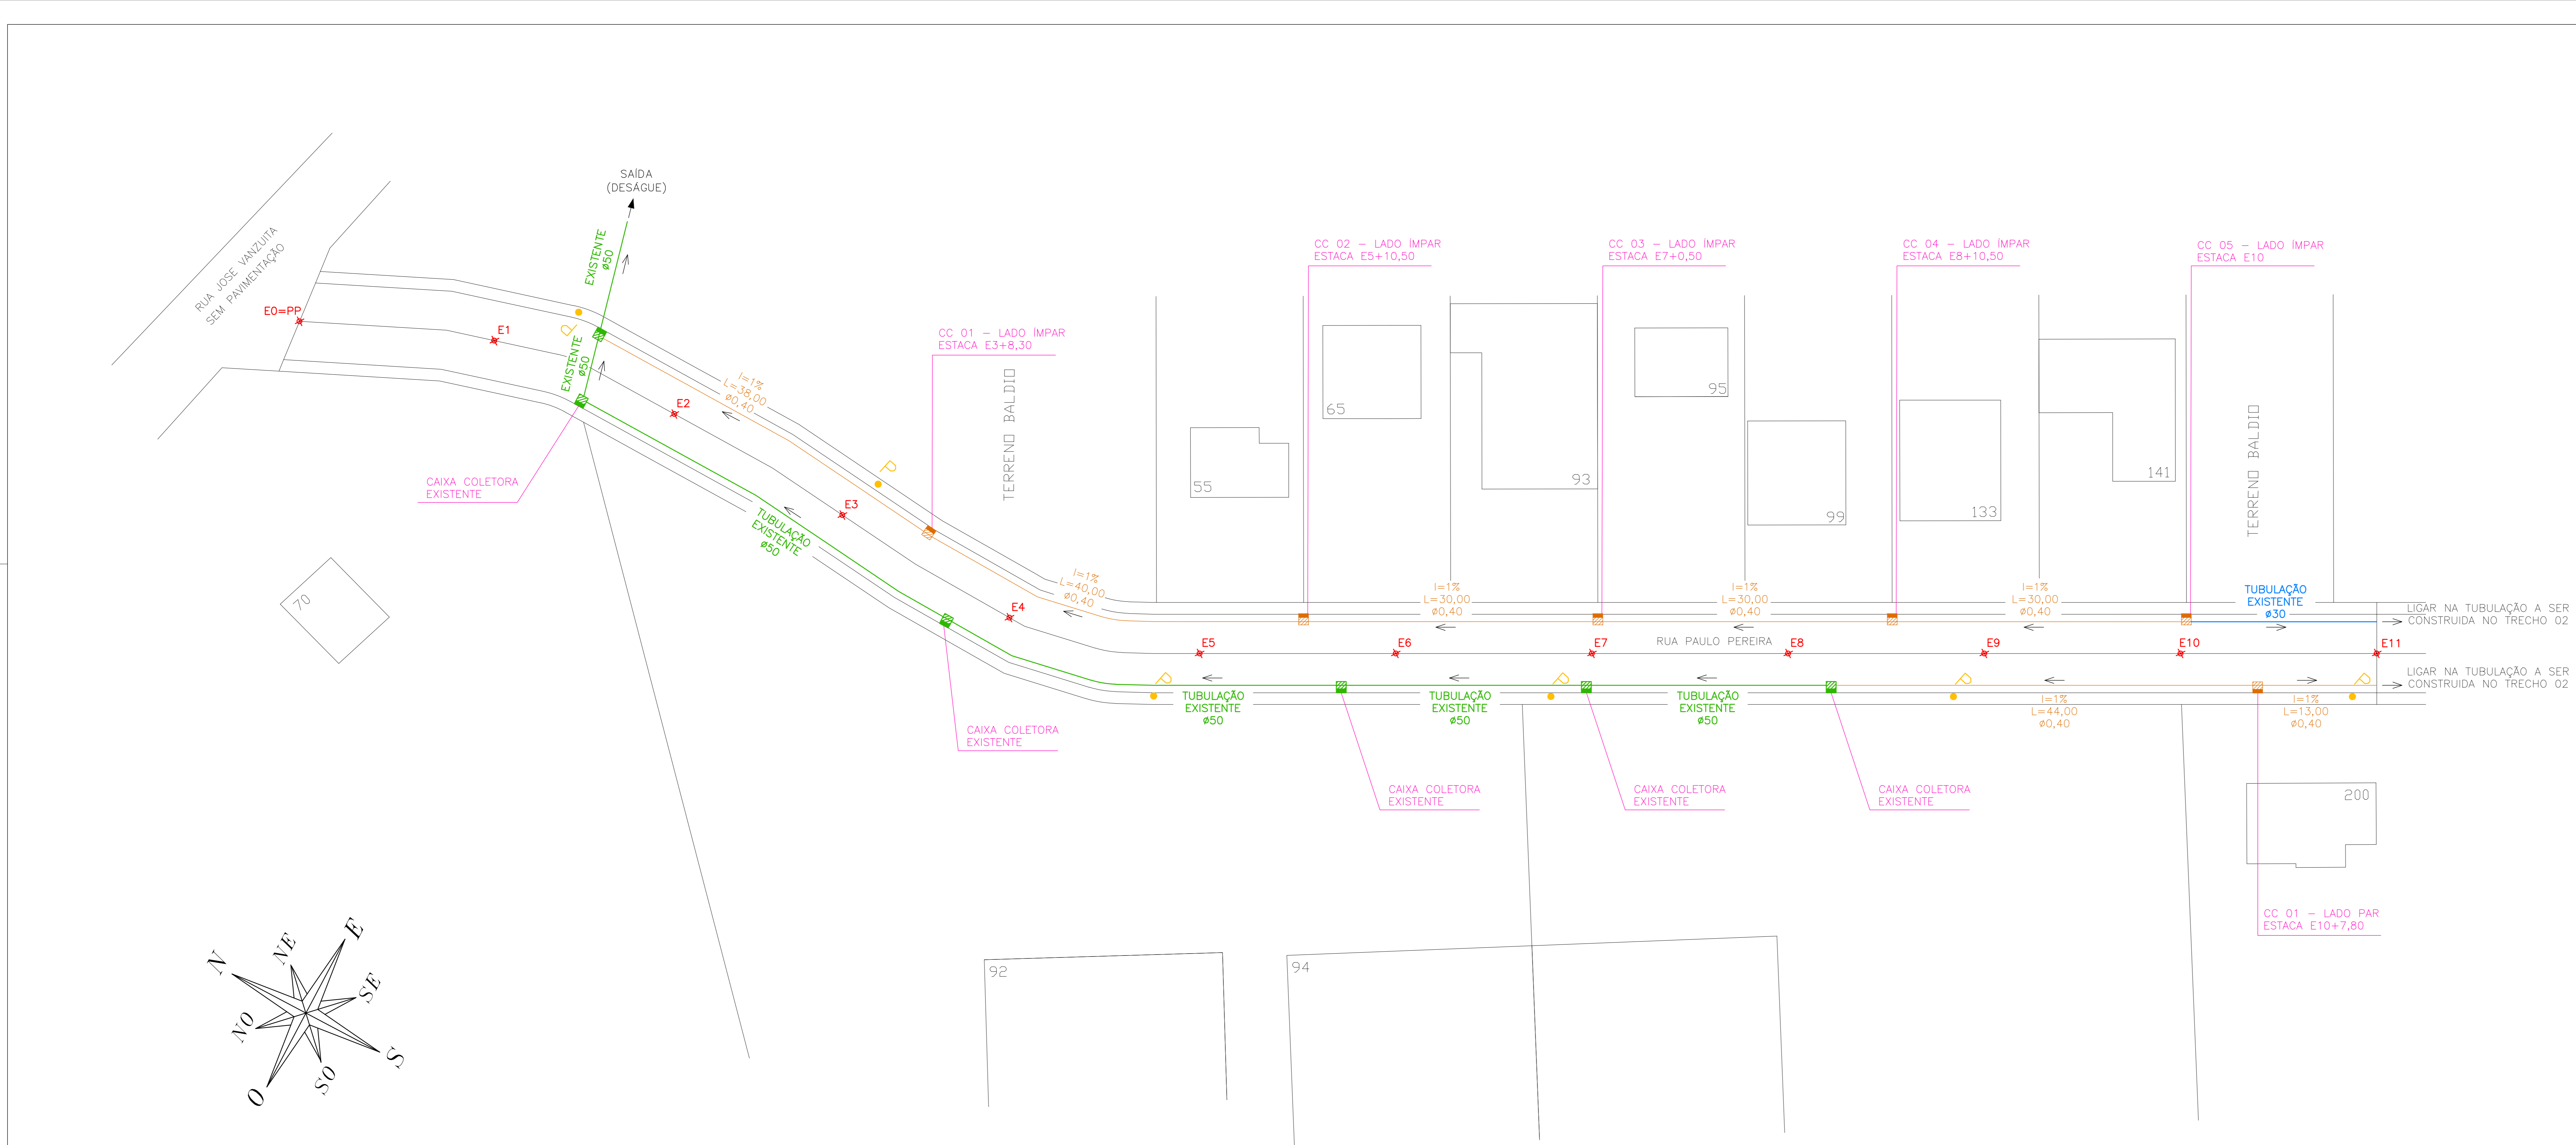 SAÍDA
(DESÁGUE)
RUA JOSE VANZUITA
SEM PAVIMENTAÇÃO
EXISTENTE
ø50
E0=PP
E1
P
EXISTENTE
ø50
E2
I=1%
L=38,00
ø0,40
P
E3
CAIXA COLETORA
EXISTENTE
TUBULAÇÃO
EXISTENTE
ø50
CC 01 - LADO ÍMPAR
ESTACA E3+8,30
TERRENO BALDIO
CC 02 - LADO ÍMPAR
ESTACA E5+10,50
CC 03 - LADO ÍMPAR
ESTACA E7+0,50
CC 04 - LADO ÍMPAR
ESTACA E8+10,50
CC 05 - LADO ÍMPAR
ESTACA E10
55
65
93
95
99
133
141
TERRENO BALDIO
70
E4
I=1%
L=40,00
ø0,40
I=1%
L=30,00
ø0,40
I=1%
L=30,00
ø0,40
I=1%
L=30,00
ø0,40
TUBULAÇÃO
EXISTENTE
ø30
LIGAR NA TUBULAÇÃO A SER
CONSTRUIDA NO TRECHO 02
E5
E6
E7
RUA PAULO PEREIRA
E8
E9
E10
E11
LIGAR NA TUBULAÇÃO A SER
CONSTRUIDA NO TRECHO 02
P
P
P
P
TUBULAÇÃO
EXISTENTE
ø50
TUBULAÇÃO
EXISTENTE
ø50
TUBULAÇÃO
EXISTENTE
ø50
I=1%
L=44,00
ø0,40
I=1%
L=13,00
ø0,40
CAIXA COLETORA
EXISTENTE
CAIXA COLETORA
EXISTENTE
CAIXA COLETORA
EXISTENTE
CAIXA COLETORA
EXISTENTE
200
CC 01 - LADO PAR
ESTACA E10+7,80
92
94
N
NE
E
SE
S
SO
O
NO